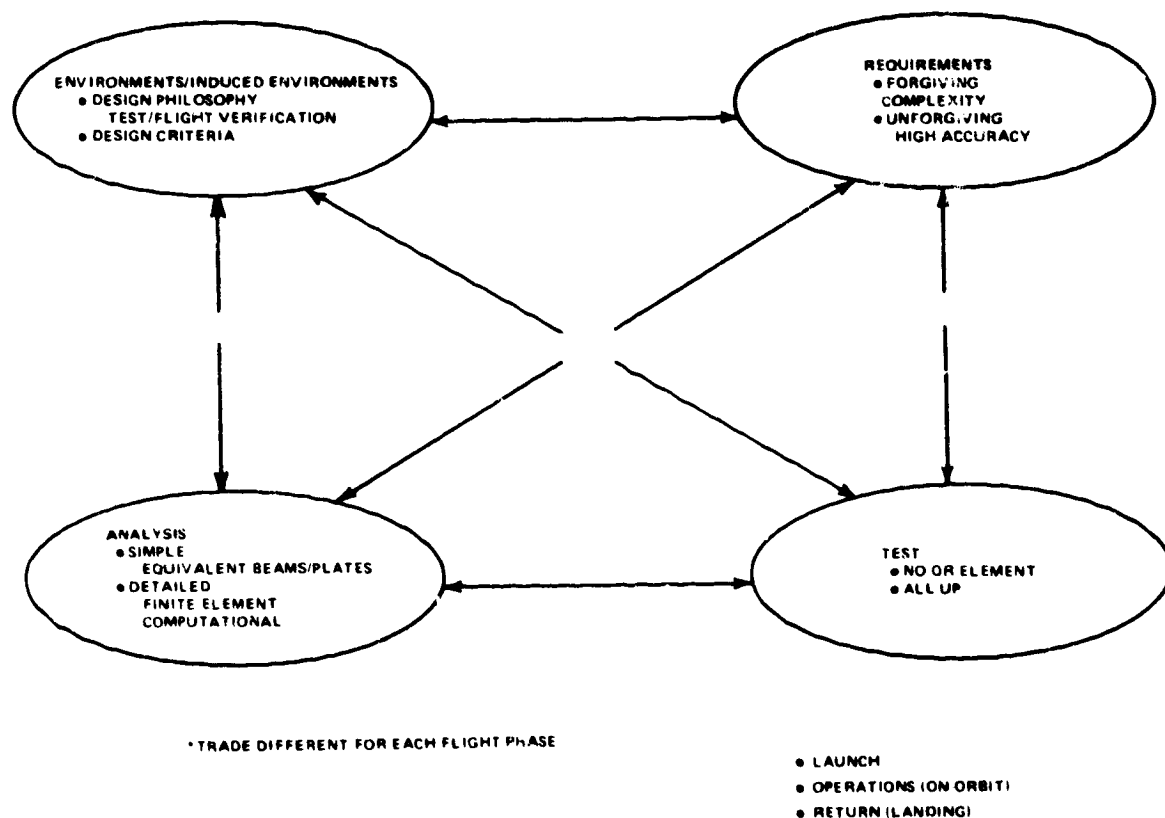 ENVIRONMENTS/INDUCED ENVIRONMENTS
● DESIGN PHILOSOPHY
TEST/FLIGHT VERIFICATION
● DESIGN CRITERIA
REQUIREMENTS
● FORGIVING
COMPLEXITY
● UNFORGIVING
HIGH ACCURACY
ANALYSIS
● SIMPLE
EQUIVALENT BEAMS/PLATES
● DETAILED
FINITE ELEMENT
COMPUTATIONAL
TEST
● NO OR ELEMENT
● ALL UP
*TRADE DIFFERENT FOR EACH FLIGHT PHASE
● LAUNCH
● OPERATIONS (ON ORBIT)
● RETURN (LANDING)